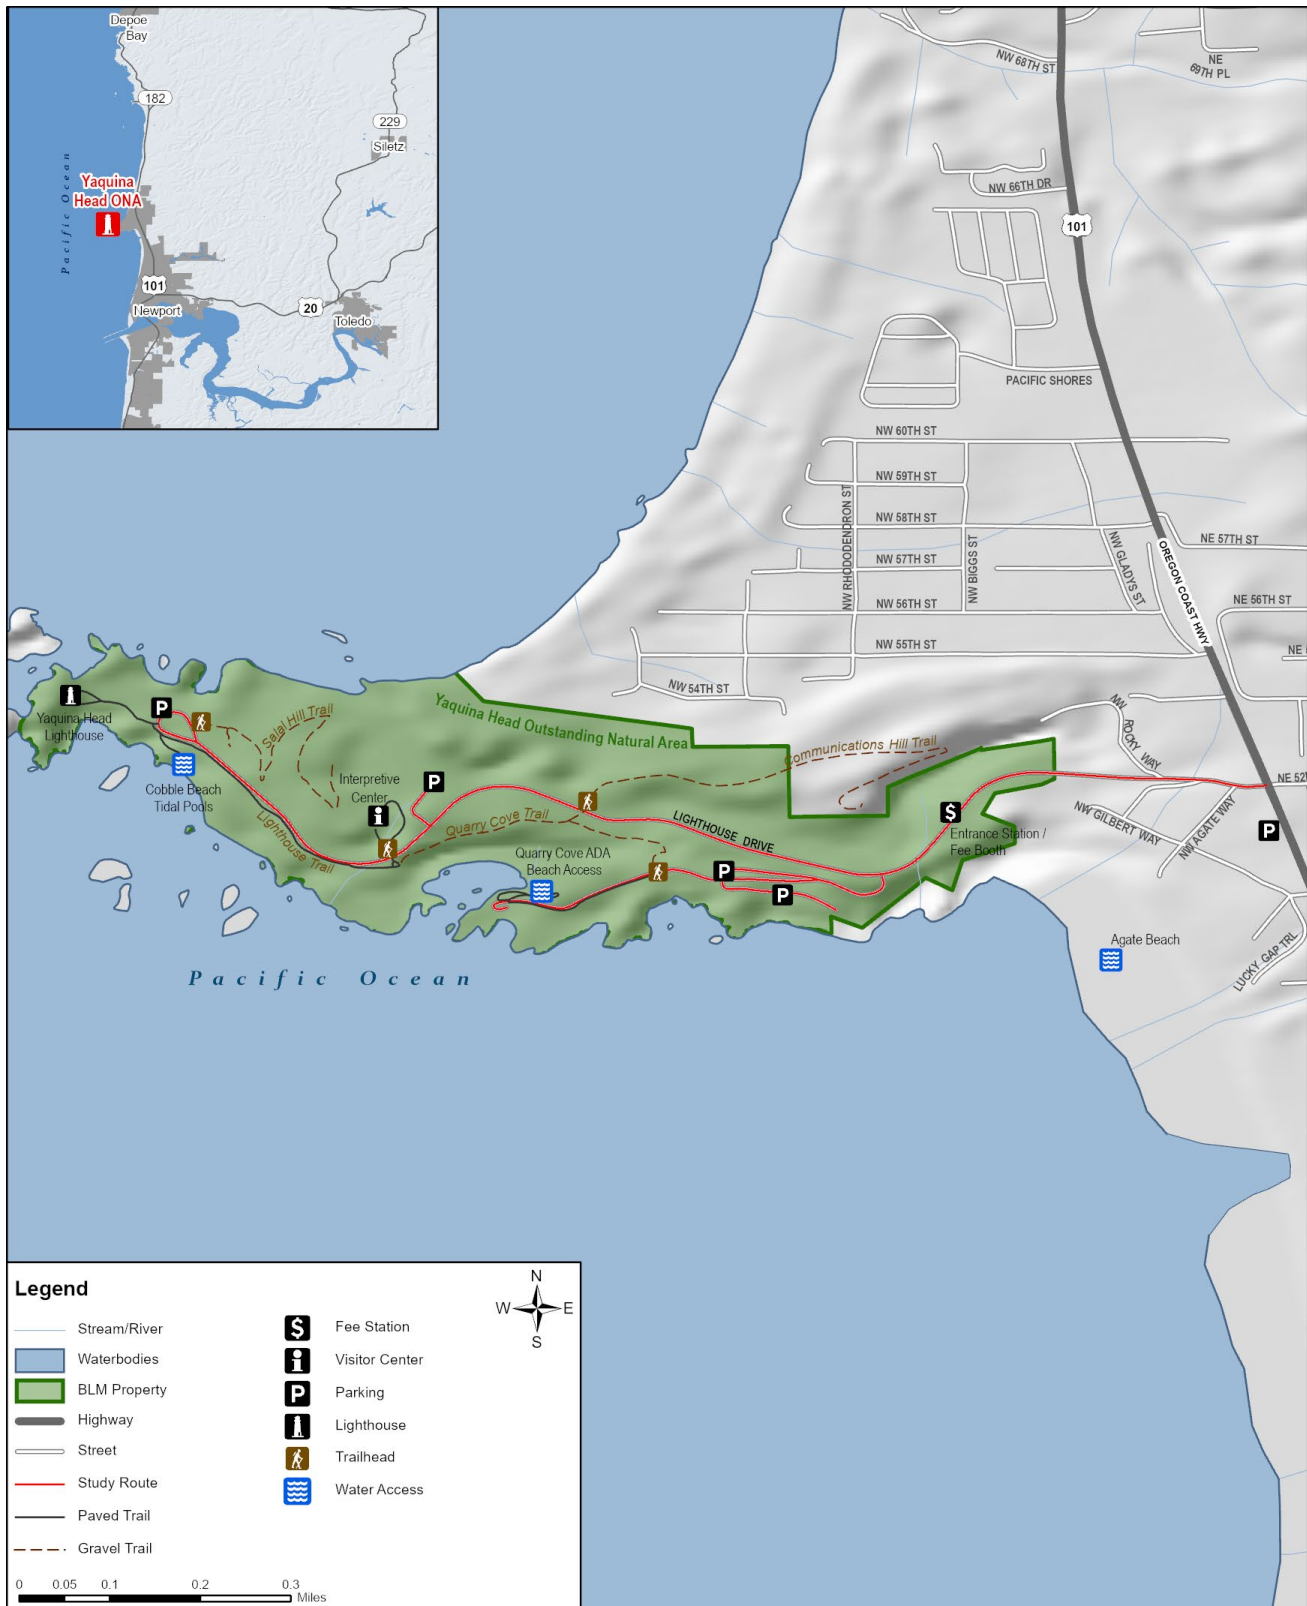 Depoe
Bay
182
229
Siletz
Pacific Ocean
Yaquina
Head ONA
101
Newport
20
Toledo
NW 68TH ST
NE
69TH PL
NW 66TH DR
101
PACIFIC SHORES
NW 60TH ST
NW 59TH ST
NW 58TH ST
NW 57TH ST
NW 56TH ST
NW 55TH ST
NW 54TH ST
NW RHODODENDRON ST
NW BIGGS ST
NW GLADYS ST
OREGON COAST HWY
NE 57TH ST
NE 56TH ST
NE
NW ROCKY WAY
NE 52
NW GILBERT WAY
NW AGATE WAY
P
LUCKY GAP TRL
Agate Beach
Yaquina Head Outstanding Natural Area
Communications Hill Trail
Salal Hill Trail
P
Yaquina Head
Lighthouse
Cobble Beach
Tidal Pools
Interpretive
Center
P
Lighthouse Trail
Quarry Cove Trail
LIGHTHOUSE DRIVE
$
Entrance Station /
Fee Booth
Quarry Cove ADA
Beach Access
P
P
Pacific Ocean
Legend
Stream/River
Waterbodies
BLM Property
Highway
Street
Study Route
Paved Trail
Gravel Trail
$ Fee Station
i Visitor Center
P Parking
Lighthouse
Trailhead
Water Access
N
W E
S
0 0.05 0.1 0.2 0.3
Miles